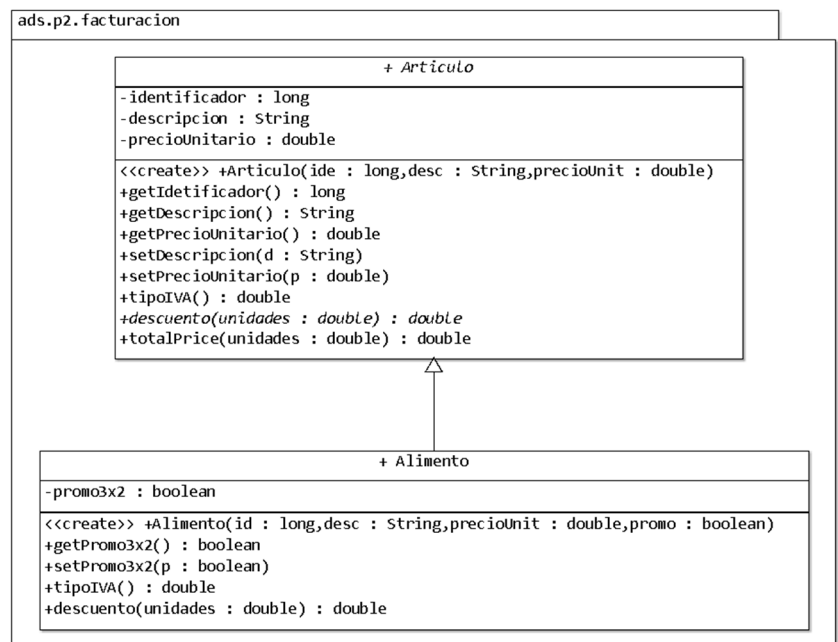 ads.p2.facturacion
+ Articulo
-identificador : long
-descripcion : String
-precioUnitario : double
<<create>> +Articulo(ide : long,desc : String,precioUnit : double)
+getIdetificador() : long
+getDescripcion() : String
+getPrecioUnitario() : double
+setDescripcion(d : String)
+setPrecioUnitario(p : double)
+tipoIVA() : double
+descuento(unidades : double) : double
+totalPrice(unidades : double) : double
+ Alimento
-promo3x2 : boolean
<<create>> +Alimento(id : long,desc : String,precioUnit : double,promo : boolean)
+getPromo3x2() : boolean
+setPromo3x2(p : boolean)
+tipoIVA() : double
+descuento(unidades : double) : double